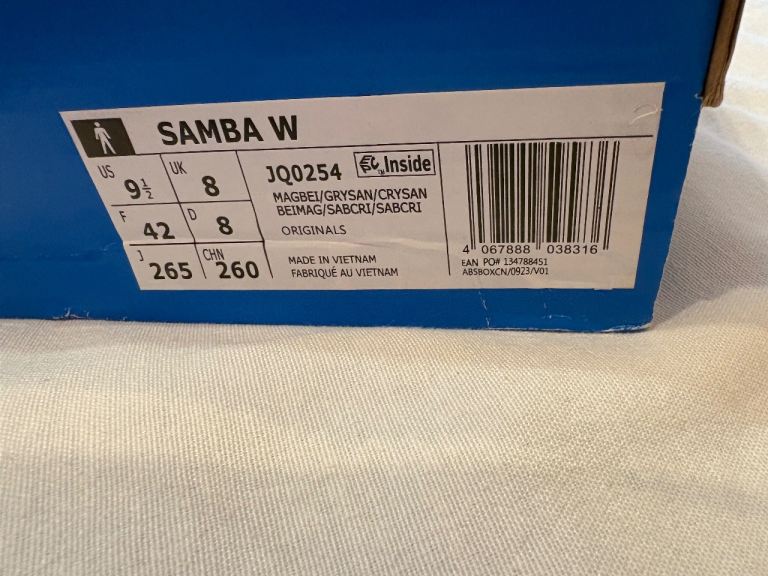 SAMBA W
US 9½ UK 8
F 42 D 8
J 265 CHN 260
JQ0254 Inside
MAGBEI/GRYSAN/CRYSAN
BEIMAG/SABCRI/SABCRI
ORIGINALS
MADE IN VIETNAM
FABRIQUÉ AU VIETNAM
4 067888 038316
EAN PO# 134788451
ABSBOXCN/0923/V01